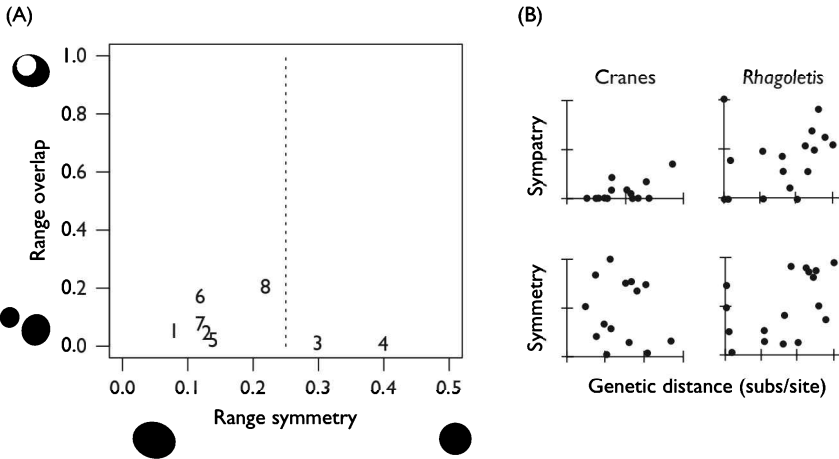 (A)
(B)
1.0
0.8
0.6
0.4
0.2
0.0
Range overlap
6
8
7
1
2
5
3
4
0.0 0.1 0.2 0.3 0.4 0.5
Range symmetry
Cranes
Rhagoletis
Sympatry
Symmetry
Genetic distance (subs/site)